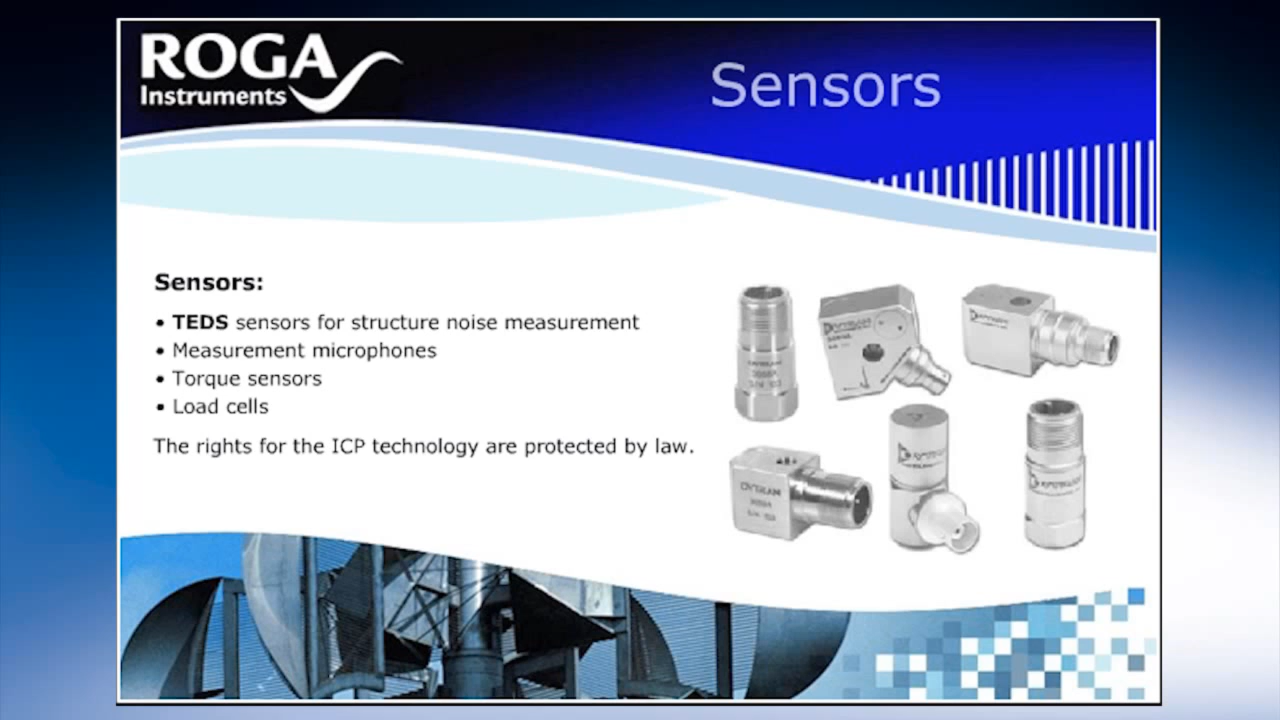 ROGA
Instruments
Sensors
Sensors:
• TEDS sensors for structure noise measurement
• Measurement microphones
• Torque sensors
• Load cells
The rights for the ICP technology are protected by law.
DYTRAN